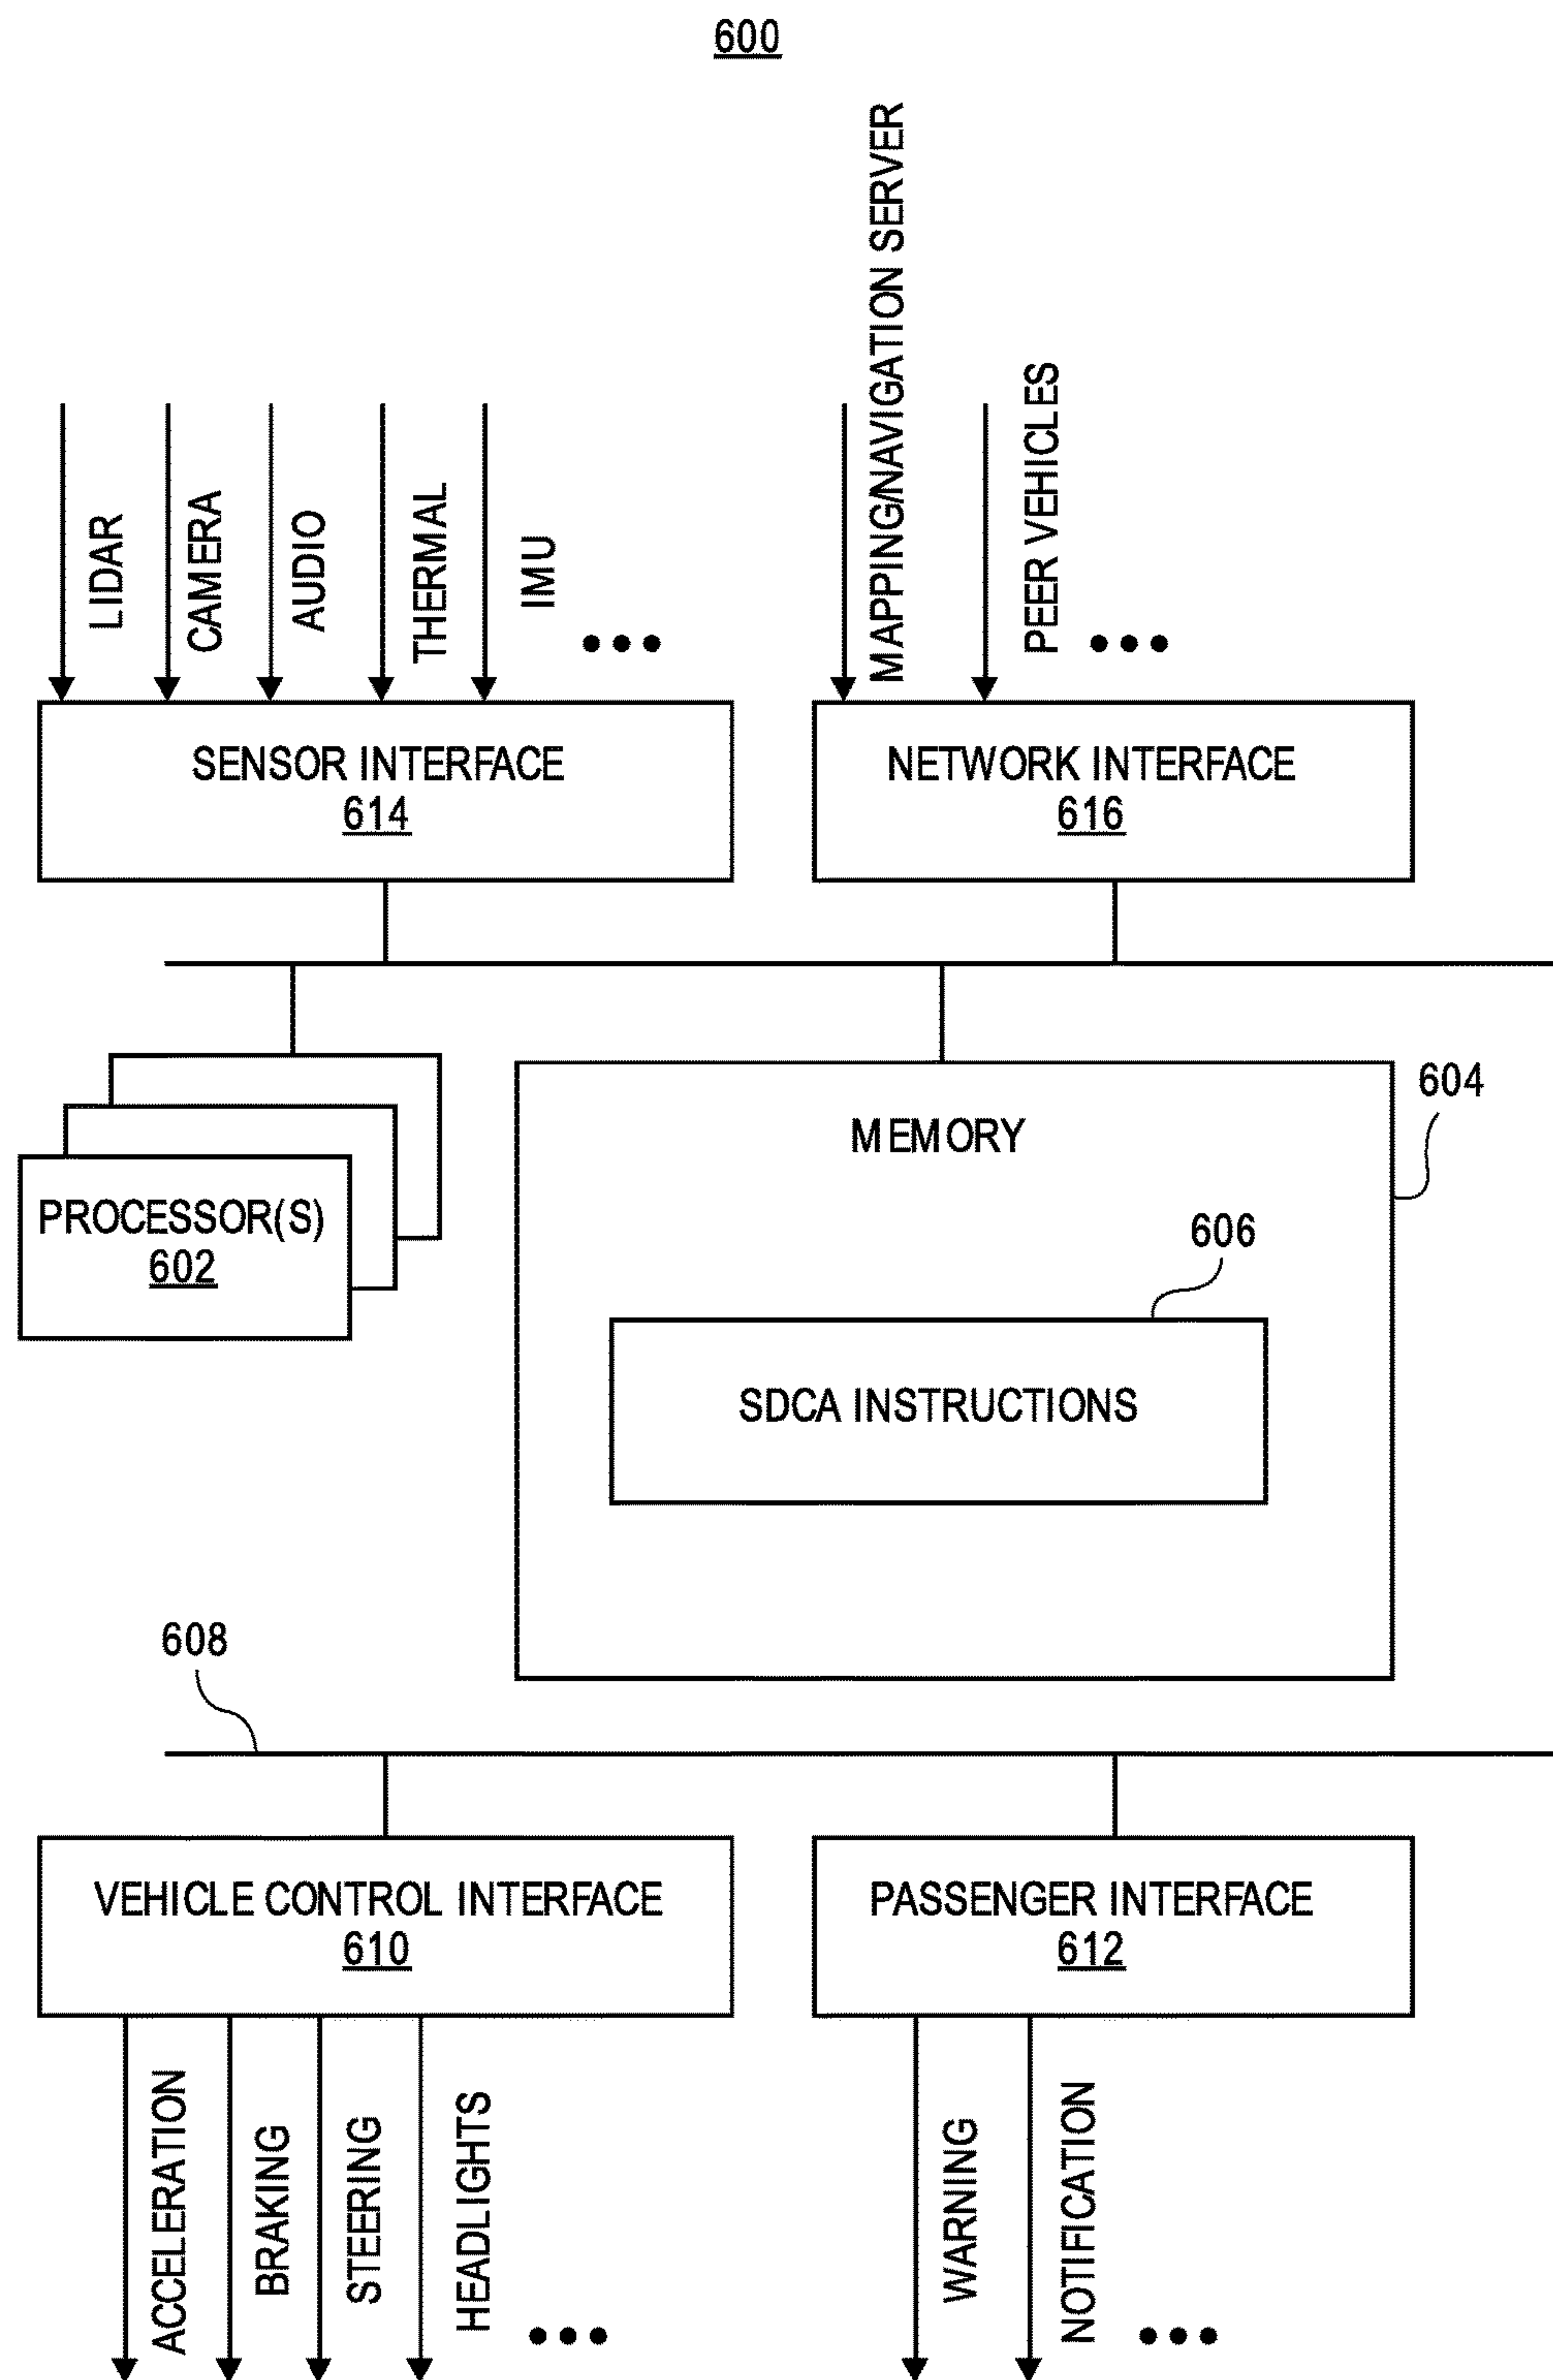 600
LIDAR
CAMERA
AUDIO
THERMAL
IMU
MAPPING/NAVIGATION SERVER
PEER VEHICLES
SENSOR INTERFACE
614
NETWORK INTERFACE
616
PROCESSOR(S)
602
MEMORY
604
606
SDCA INSTRUCTIONS
608
VEHICLE CONTROL INTERFACE
610
PASSENGER INTERFACE
612
ACCELERATION
BRAKING
STEERING
HEADLIGHTS
WARNING
NOTIFICATION